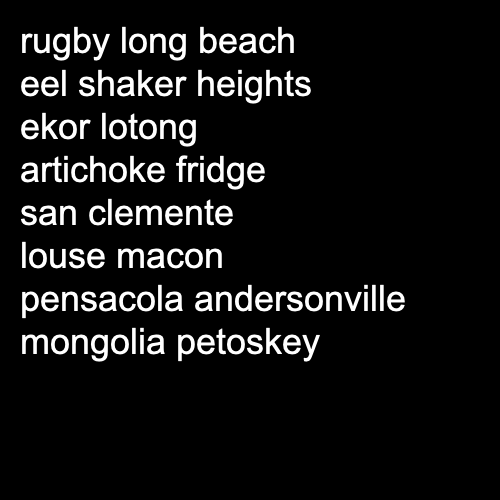 rugby long beach
eel shaker heights
ekor lotong
artichoke fridge
san clemente
louse macon
pensacola andersonville
mongolia petoskey